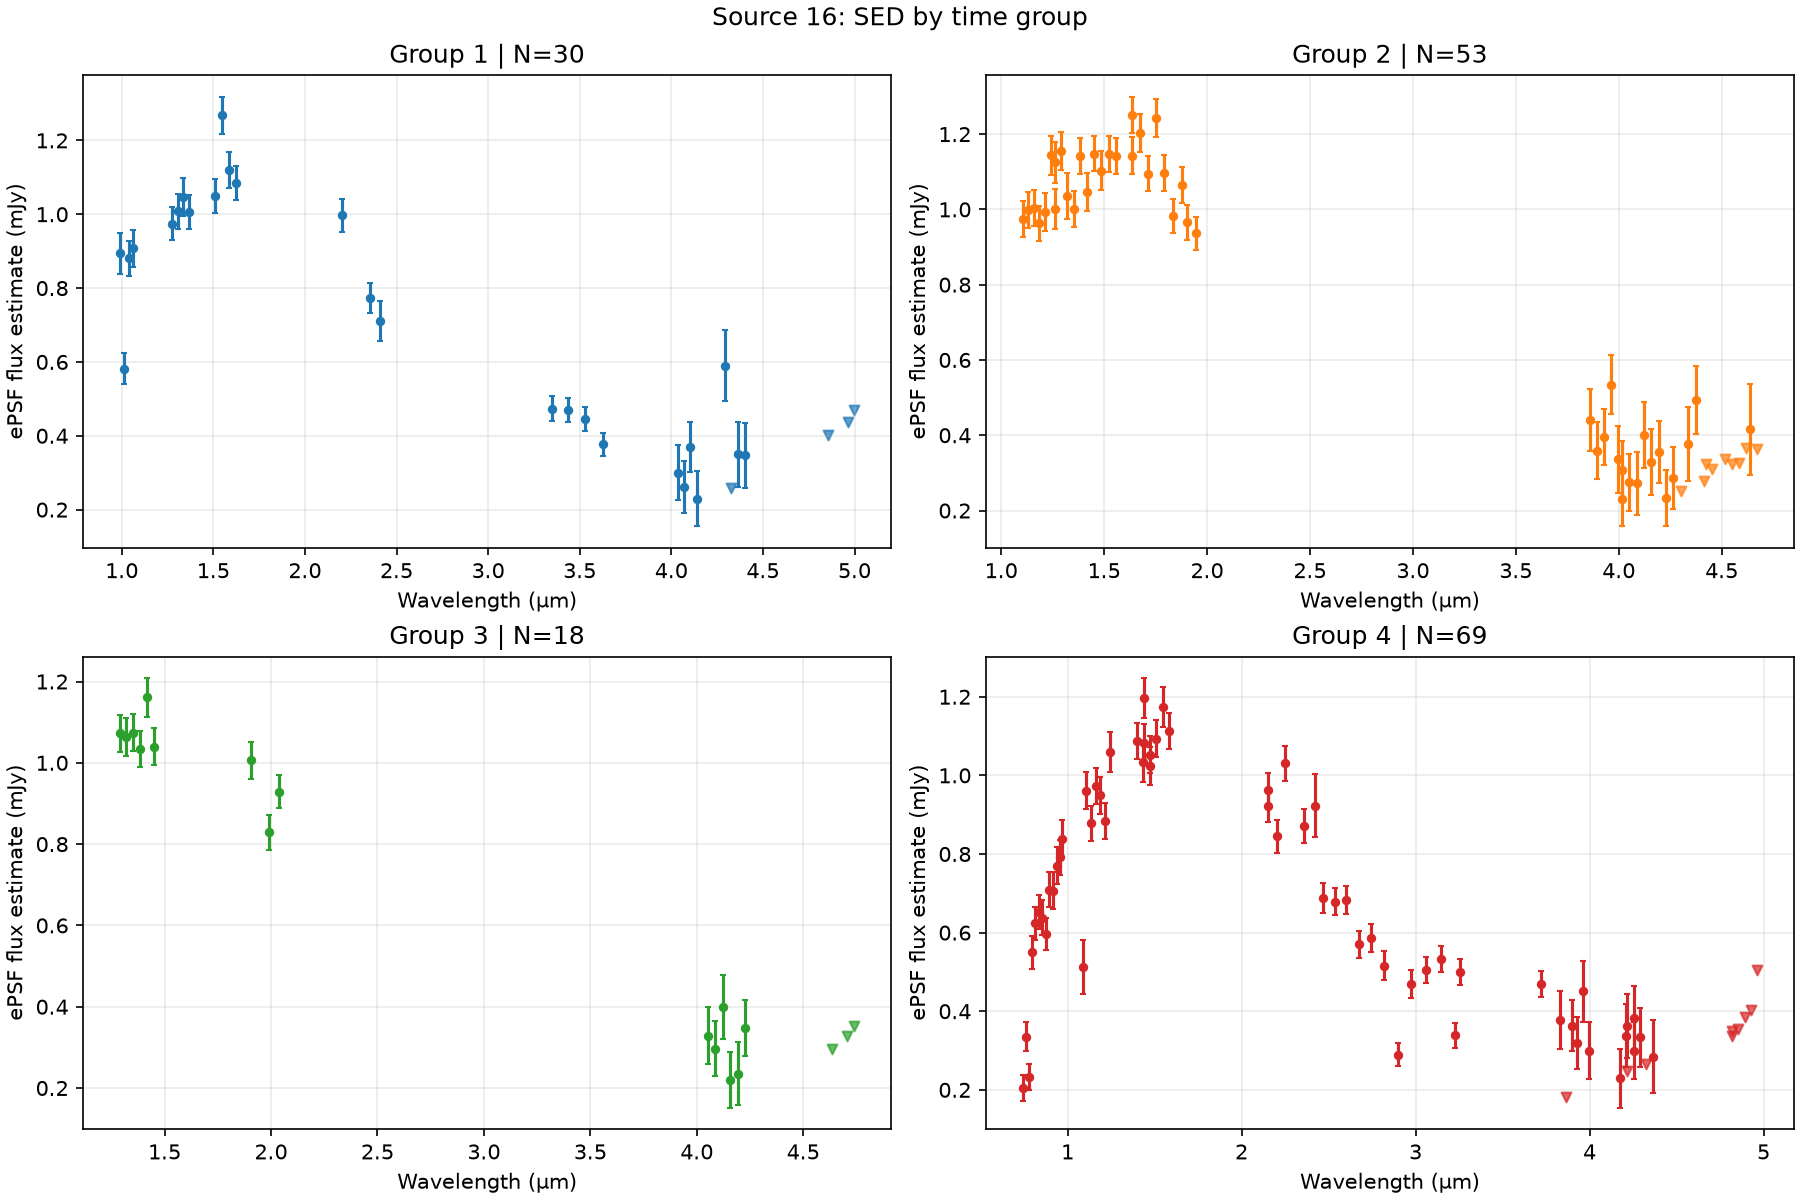 Source 16: SED by time group
Group 1 | N=30
ePSF flux estimate (mJy)
1.2
1.0
0.8
0.6
0.4
0.2
1.0 1.5 2.0 2.5 3.0 3.5 4.0 4.5 5.0
Wavelength (μm)
Group 2 | N=53
ePSF flux estimate (mJy)
1.2
1.0
0.8
0.6
0.4
0.2
1.0 1.5 2.0 2.5 3.0 3.5 4.0 4.5
Wavelength (μm)
Group 3 | N=18
ePSF flux estimate (mJy)
1.2
1.0
0.8
0.6
0.4
0.2
1.5 2.0 2.5 3.0 3.5 4.0 4.5
Wavelength (μm)
Group 4 | N=69
ePSF flux estimate (mJy)
1.2
1.0
0.8
0.6
0.4
0.2
1 2 3 4 5
Wavelength (μm)